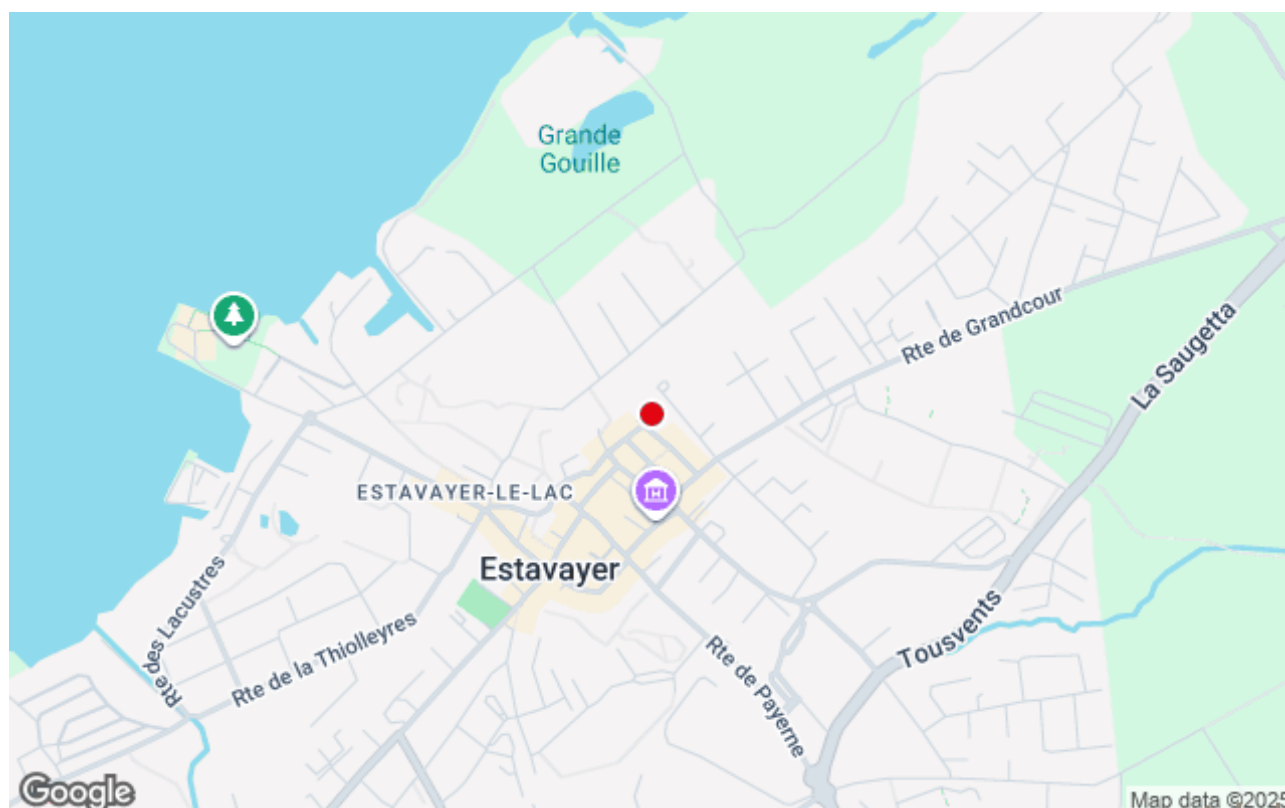 Grande
Gouille
Rte de Grandcour
La Saugetta
ESTAVAYER-LE-LAC
Estavayer
Rte des Lacustres
Rte de la Thiolleyres
Tousvents
Rte de Payerne
Google
Map data ©2025